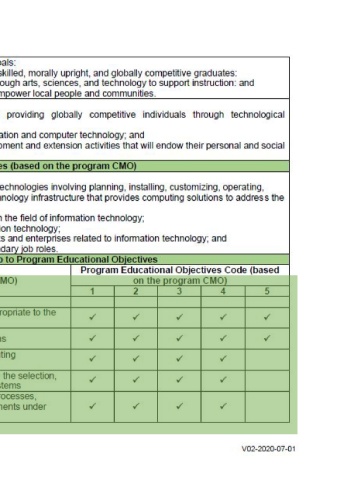 oals:
skilled, morally upright, and globally competitive graduates:
ough arts, sciences, and technology to support instruction: and
mpower local people and communities.
providing globally competitive individuals through technological
ation and computer technology; and
pment and extension activities that will endow their personal and social
es (based on the program CMO)
echnologies involving planning, installing, customizing, operating,
hnology infrastructure that provides computing solutions to address the
n the field of information technology;
ion technology;
s and enterprises related to information technology; and
dary job roles.
p to Program Educational Objectives
Program Educational Objectives Code (based
MO) on the program CMO)
1 2 3 4 5
ropriate to the ✓ ✓ ✓ ✓ ✓
ns ✓ ✓ ✓ ✓ ✓
ting ✓ ✓ ✓ ✓
the selection, ✓ ✓ ✓ ✓
stems
rocesses, ✓ ✓ ✓ ✓
nents under
V02-2020-07-01